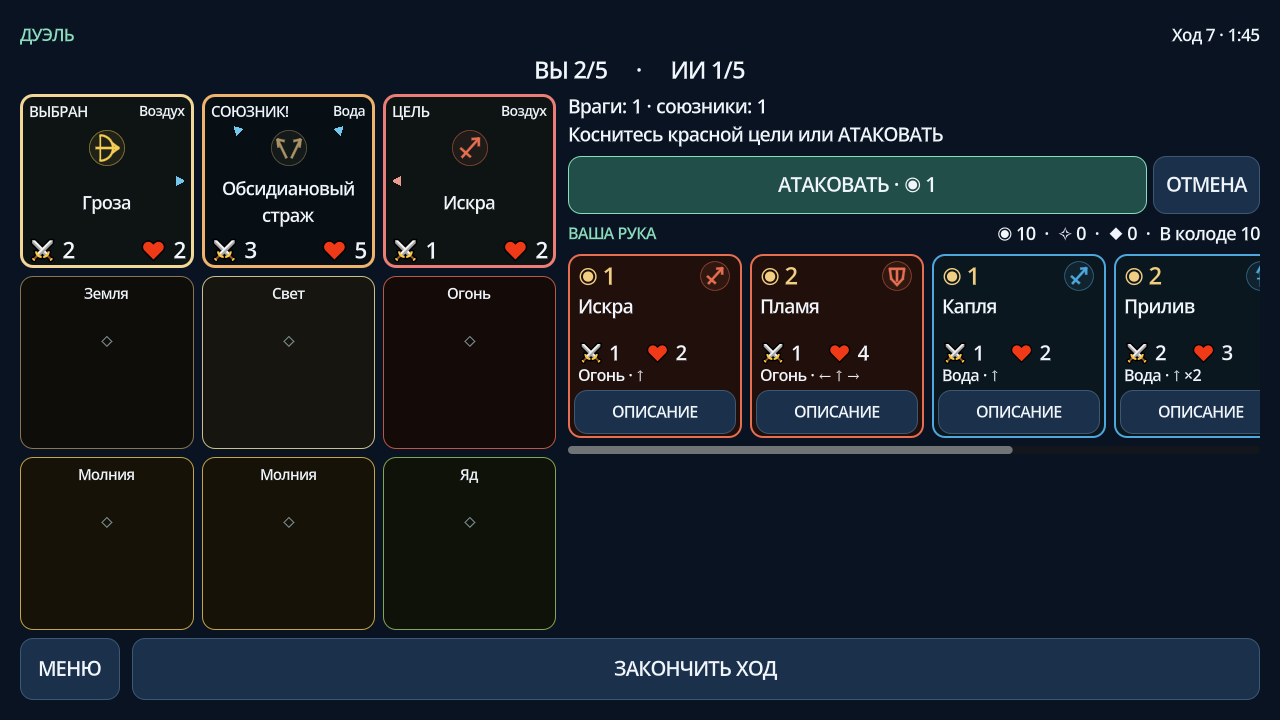 ДУЭЛЬ
Ход 7 · 1:45
ВЫ 2/5 · ИИ 1/5
ВЫБРАН Воздух
Гроза
2 2
СОЮЗНИК! Вода
Обсидиановый
страж
3 5
ЦЕЛЬ Воздух
Искра
1 2
Враги: 1 · союзники: 1
Коснитесь красной цели или АТАКОВАТЬ
АТАКОВАТЬ · ◉ 1
ОТМЕНА
ВАША РУКА
◉ 10 · ✧ 0 · ◆ 0 · В колоде 10
◉ 1
Искра
1 2
Огонь · ↑
ОПИСАНИЕ
◉ 2
Пламя
1 4
Огонь · ← ↑ →
ОПИСАНИЕ
◉ 1
Капля
1 2
Вода · ↑
ОПИСАНИЕ
◉ 2
Прилив
2 3
Вода · ↑ ×2
ОПИСАНИЕ
Земля
Свет
Огонь
Молния
Молния
Яд
МЕНЮ
ЗАКОНЧИТЬ ХОД